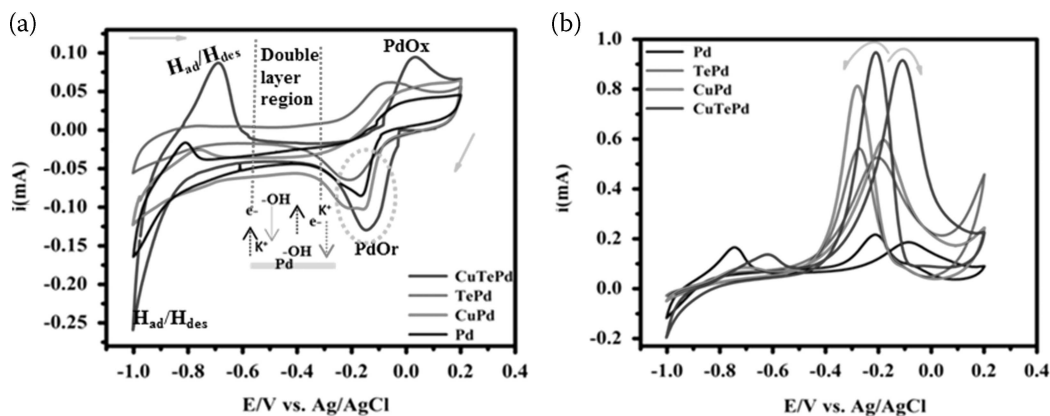 (a)
0.10
0.05
0.00
-0.05
-0.10
-0.15
-0.20
-0.25
i(mA)
Had/Hdes
Double
layer
region
PdOx
-OH
e-
K+
e-
K+
-OH
Pd
PdOr
Had/Hdes
CuTePd
TePd
CuPd
Pd
-1.0 -0.8 -0.6 -0.4 -0.2 0.0 0.2 0.4
E/V vs. Ag/AgCl
(b)
1.0
0.8
0.6
0.4
0.2
0.0
-0.2
i(mA)
Pd
TePd
CuPd
CuTePd
-1.0 -0.8 -0.6 -0.4 -0.2 0.0 0.2 0.4
E/V vs. Ag/AgCl